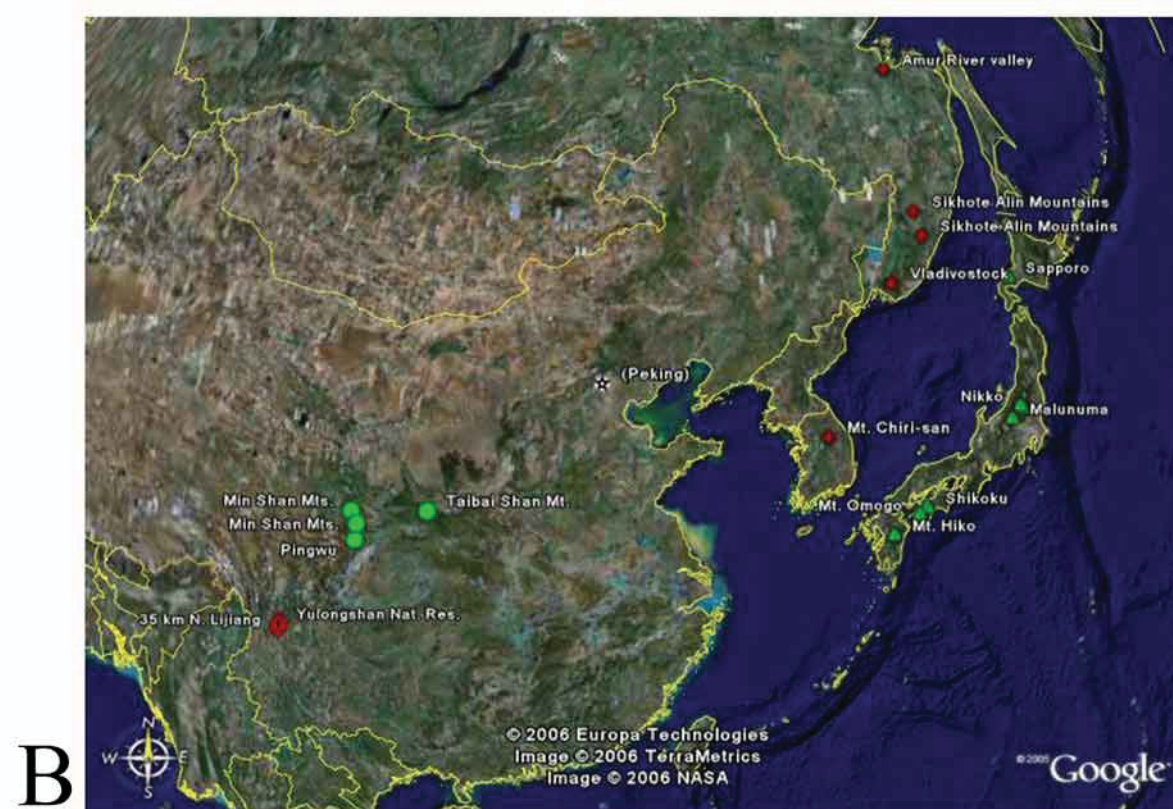 Amur River valley
Sikhote Alin Mountains
Sikhote Alin Mountains
Vladivostock
Sapporo
(Peking)
Nikko
Malunuma
Mt. Chiri-san
Min Shan Mts.
Taibai Shan Mt.
Shikoku
Mt. Omogo
Min Shan Mts.
Mt. Hiko
Pingwu
35 km N. Lijiang
Yulongshan Nat. Res.
N
W
E
S
© 2006 Europa Technologies
Image © 2006 TerraMetrics
Image © 2006 NASA
© 2005 Google
B